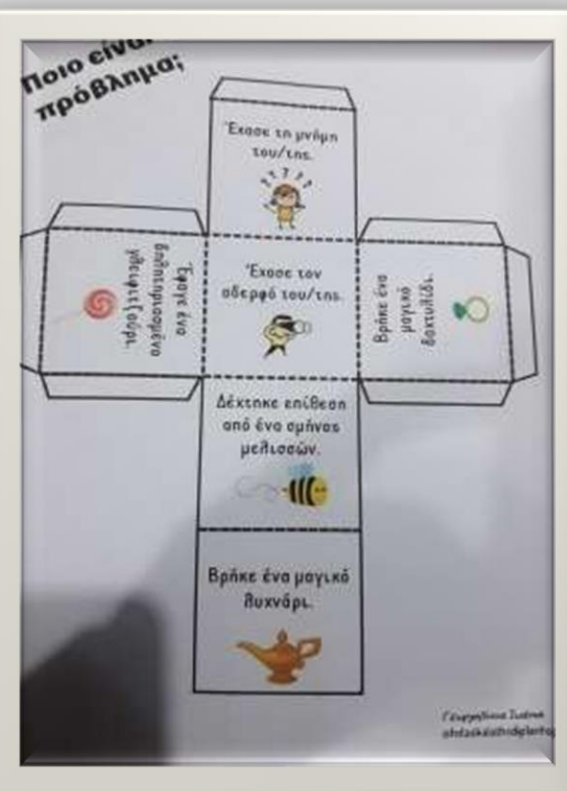 Ποιο είναι
πρόβλημα;
Έχασε τη μνήμη
του/της.
? ? ? ?
Έφαγε ένα
δηλητηριασμένο
γλειφιτζούρι.
Έχασε τον
αδερφό του/της.
Βρήκε ένα
μαγικό
δαχτυλίδι.
Δέχτηκε επίθεση
από ένα σμήνος
μελισσών.
Βρήκε ένα μαγικό
λυχνάρι.